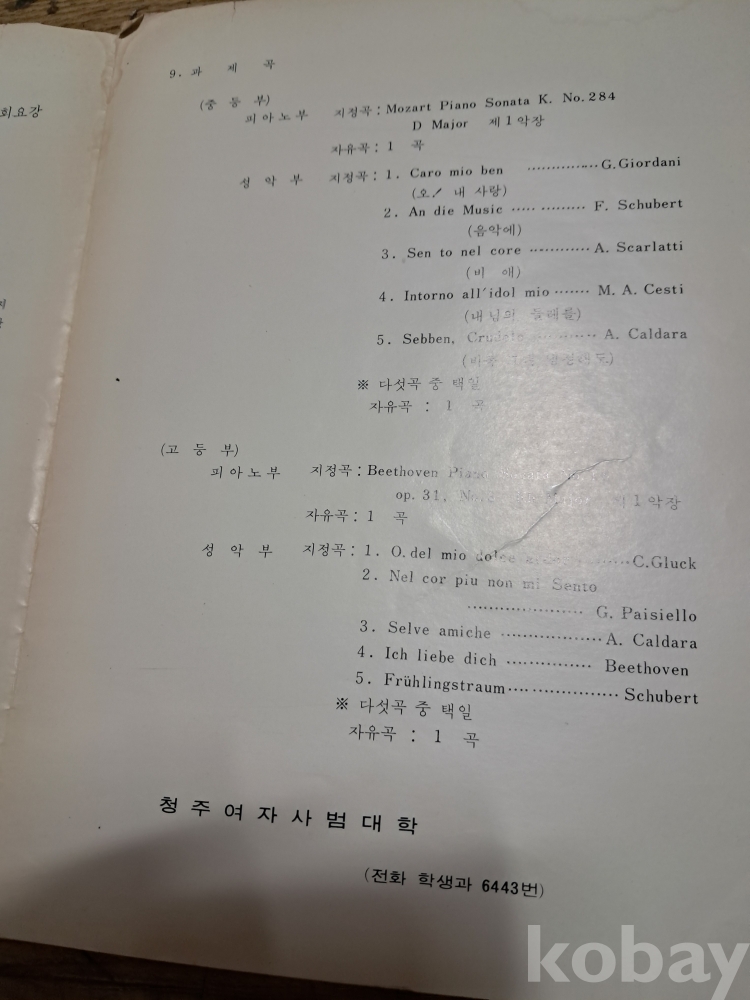 회요강
9. 과 제 곡
(중 등 부)
피아노부 지정곡 : Mozart Piano Sonata K. No. 284
D Major 제 1 악장
자유곡 : 1 곡
성 악 부 지정곡 : 1. Caro mio ben ·············· G. Giordani
(오! 내 사랑)
2. An die Music ····· ········· F. Schubert
(음악에)
3. Sen to nel core ············ A. Scarlatti
(비 애)
4. Intorno all'idol mio ······· M. A. Cesti
(내 님의 둘레를)
5. Sebben, ············ A. Caldara
※ 다섯곡 중 택일
자유곡 : 1 곡
(고 등 부)
피아노부 지정곡 : Beethoven
op. 31, 제 1 악장
자유곡 : 1 곡
성 악 부 지정곡 : 1. O. del mio dolce ······ C. Gluck
2. Nel cor piu non mi Sento
····················· G. Paisiello
3. Selve amiche ·················· A. Caldara
4. Ich liebe dich ··············· Beethoven
5. Frühlingstraum ···················· Schubert
※ 다섯곡 중 택일
자유곡 : 1 곡
청주여자사범대학
(전화 학생과 6443번)
kobay